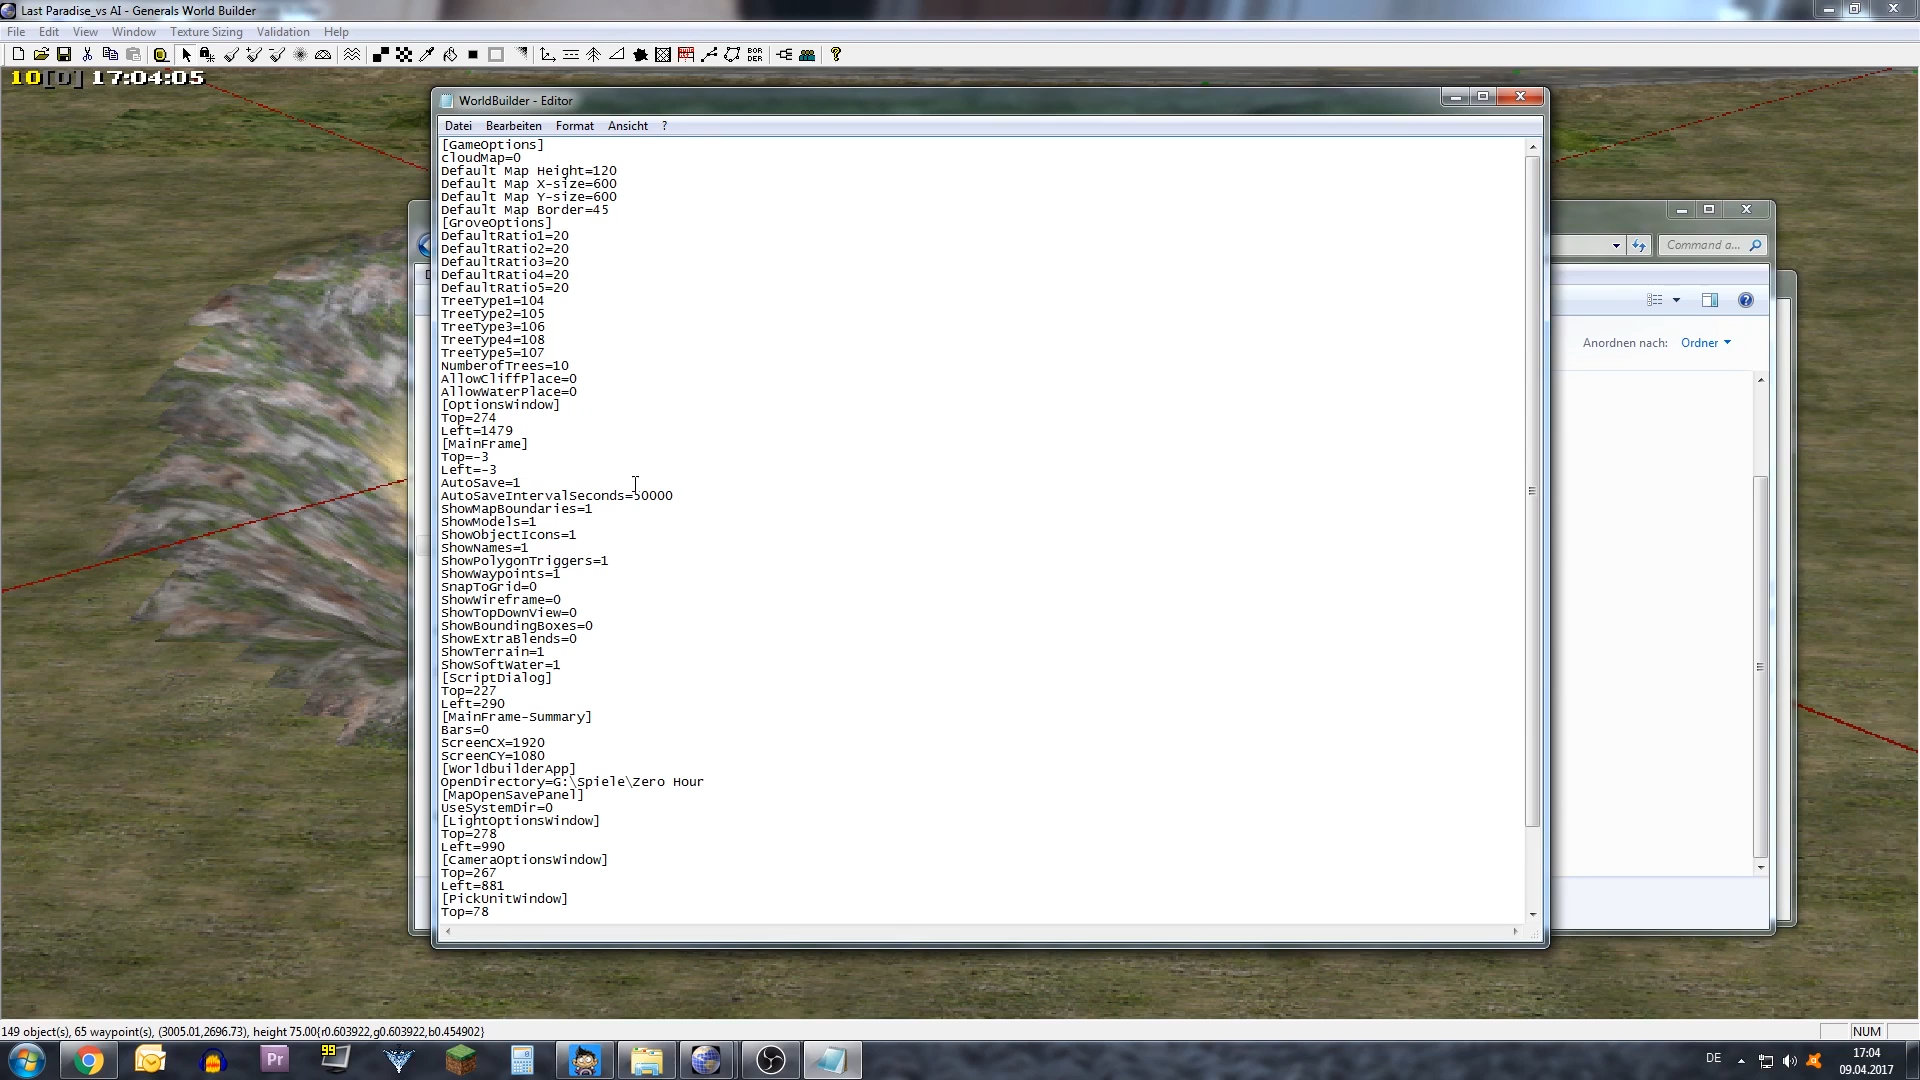 Last Paradise_vs AI - Generals World Builder
File Edit View Window Texture Sizing Validation Help
BOR
DER
10[0] 17:04:05
WorldBuilder - Editor
Datei Bearbeiten Format Ansicht ?
[GameOptions]
cloudMap=0
Default Map Height=120
Default Map X-size=600
Default Map Y-size=600
Default Map Border=45
[GroveOptions]
DefaultRatio1=20
DefaultRatio2=20
DefaultRatio3=20
DefaultRatio4=20
DefaultRatio5=20
TreeType1=104
TreeType2=105
TreeType3=106
TreeType4=108
TreeType5=107
NumberofTrees=10
AllowCliffPlace=0
AllowWaterPlace=0
[OptionsWindow]
Top=274
Left=1479
[MainFrame]
Top=-3
Left=-3
AutoSave=1
AutoSaveIntervalSeconds=50000
ShowMapBoundaries=1
ShowModels=1
ShowObjectIcons=1
ShowNames=1
ShowPolygonTriggers=1
ShowWaypoints=1
SnapToGrid=0
ShowWireframe=0
ShowTopDownView=0
ShowBoundingBoxes=0
ShowExtraBlends=0
ShowTerrain=1
ShowSoftWater=1
[ScriptDialog]
Top=227
Left=290
[MainFrame-Summary]
Bars=0
ScreenCX=1920
ScreenCY=1080
[WorldbuilderApp]
OpenDirectory=G:\Spiele\Zero Hour
[MapOpenSavePanel]
UseSystemDir=0
[LightOptionsWindow]
Top=278
Left=990
[CameraOptionsWindow]
Top=267
Left=881
[PickUnitWindow]
Top=78
Command a...
Anordnen nach: Ordner
149 object(s), 65 waypoint(s), (3005.01,2696.73), height 75.00{r0.603922,g0.603922,b0.454902}
NUM
Pr
99
DE
17:04
09.04.2017